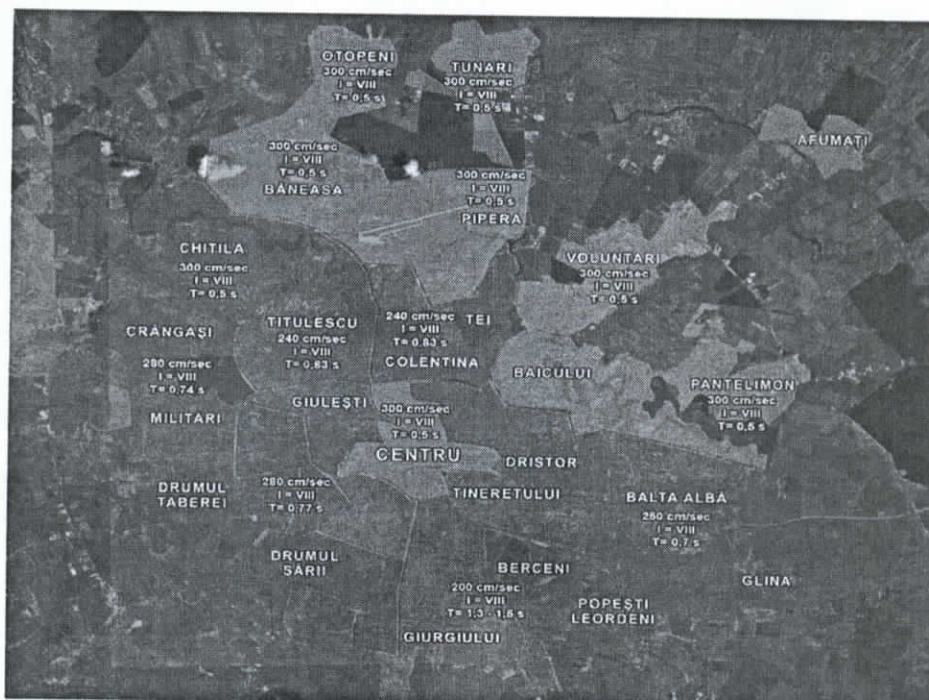 OTOPENI
300 cm/sec
I = VIII
T= 0,5 s
TUNARI
300 cm/sec
I = VIII
T= 0,5 s
AFUMAȚI
300 cm/sec
I = VIII
T= 0,5 s
BĂNEASA
300 cm/sec
I = VIII
T= 0,5 s
PIPERA
CHITILA
300 cm/sec
I = VIII
T= 0,5 s
VOLUNTARI
300 cm/sec
I = VIII
T= 0,5 s
CRÂNGAȘI
280 cm/sec
I = VIII
T= 0,74 s
MILITARI
TITULESCU
240 cm/sec
I = VIII
T= 0,83 s
240 cm/sec
I = VIII
T= 0.83 s
TEI
COLENTINA
BAICULUI
PANTELIMON
300 cm/sec
I = VIII
T= 0,5 s
GIULEȘTI
300 cm/sec
I = VIII
T= 0,5 s
CENTRU
DRISTOR
TINERETULUI
DRUMUL
TABEREI
280 cm/sec
I = VIII
T= 0,77 s
BALTA ALBĂ
250 cm/sec
I = VIII
T= 0,7 s
DRUMUL
SĂRII
BERCENI
200 cm/sec
I = VIII
T= 1,3 - 1,5 s
GIURGIULUI
POPEȘTI
LEORDENI
GLINA